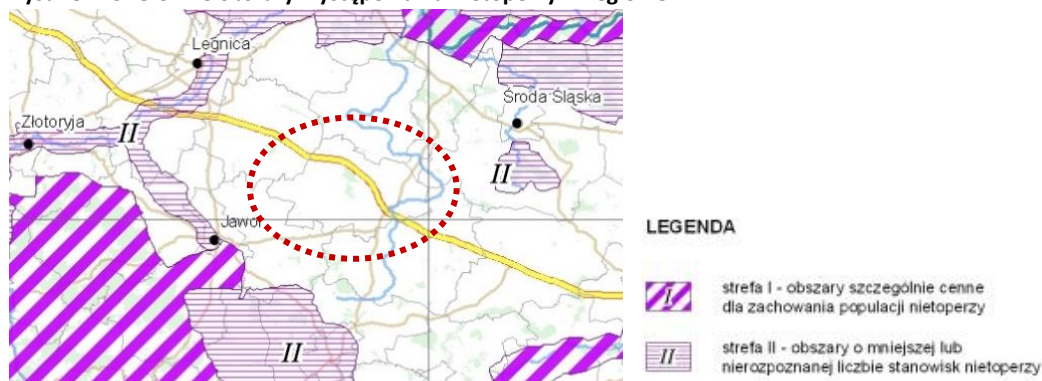 Legnica
Środa Śląska
Złotoryja
II
II
Jawor
II
LEGENDA
I
strefa I - obszary szczególnie cenne
dla zachowania populacji nietoperzy
II
strefa II - obszary o mniejszej lub
nierozpoznanej liczbie stanowisk nietoperzy